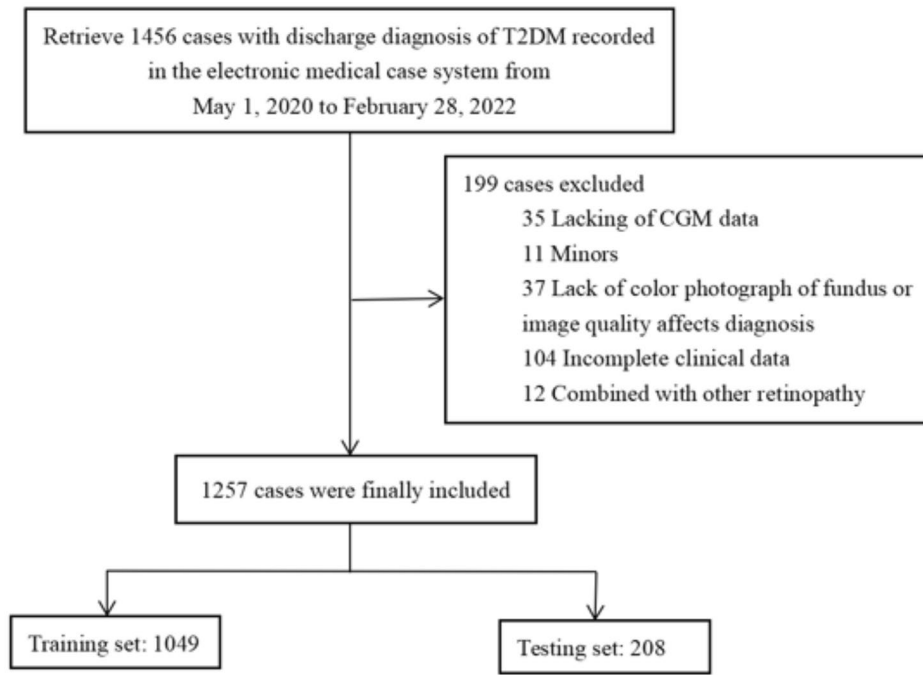 Retrieve 1456 cases with discharge diagnosis of T2DM recorded
in the electronic medical case system from
May 1, 2020 to February 28, 2022
199 cases excluded
35 Lacking of CGM data
11 Minors
37 Lack of color photograph of fundus or
image quality affects diagnosis
104 Incomplete clinical data
12 Combined with other retinopathy
1257 cases were finally included
Training set: 1049
Testing set: 208